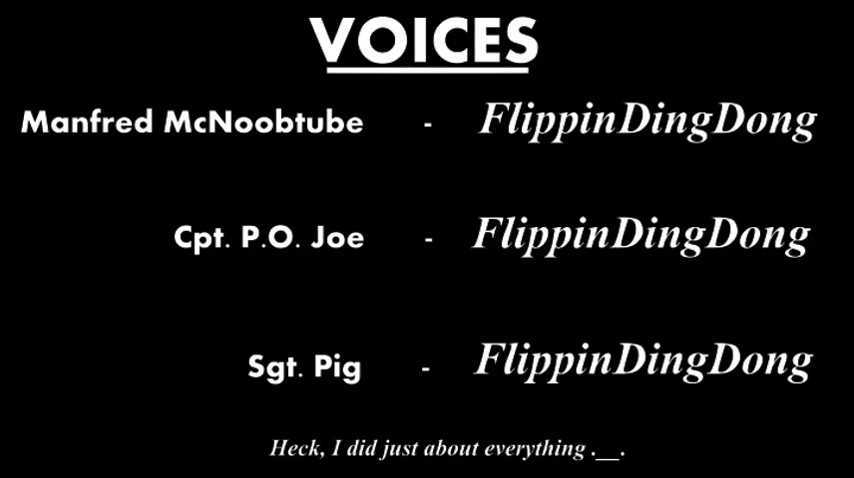 VOICES
Manfred McNoobtube - FlippinDingDong
Cpt. P.O. Joe - FlippinDingDong
Sgt. Pig - FlippinDingDong
Heck, I did just about everything .__.